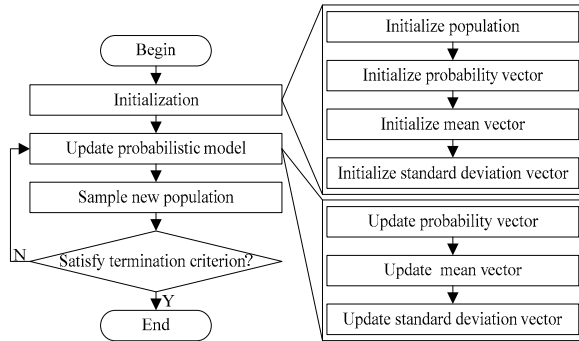 Begin
Initialization
Update probabilistic model
Sample new population
Satisfy termination criterion?
N
Y
End
Initialize population
Initialize probability vector
Initialize mean vector
Initialize standard deviation vector
Update probability vector
Update mean vector
Update standard deviation vector